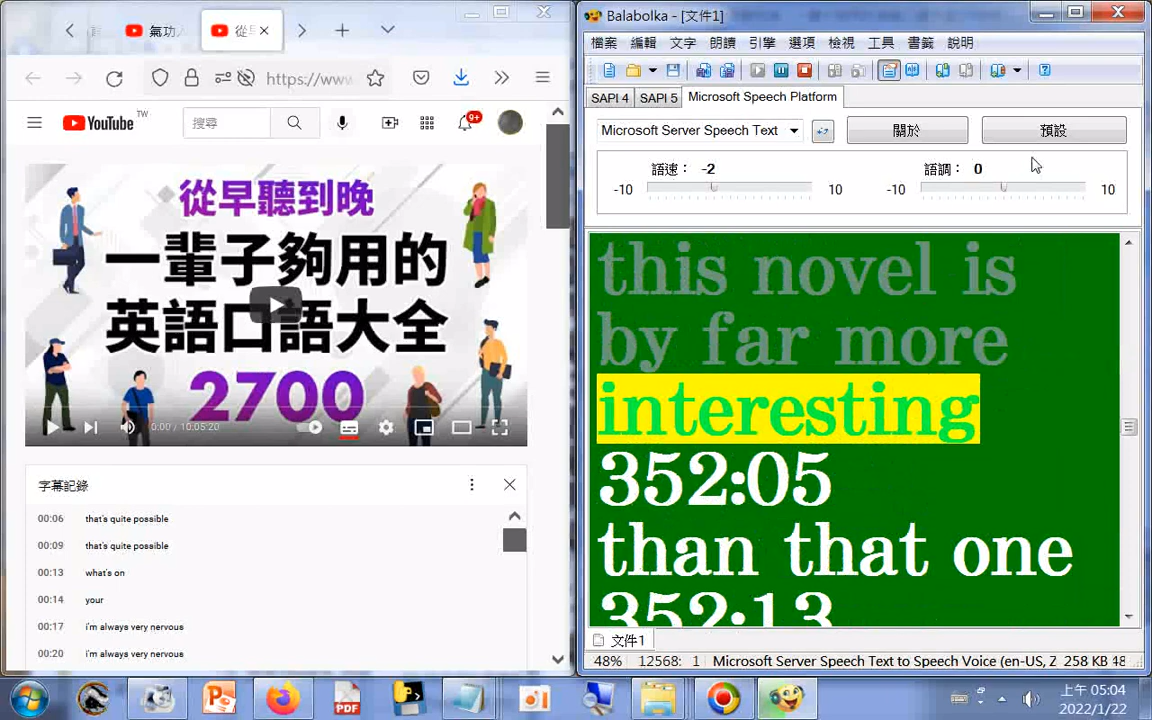 氣功
從
https://www
YouTube TW
搜尋
9+
從早聽到晚
一輩子夠用的
英語口語大全
2700
0:00 / 10:05:20
字幕記錄
00:06 that's quite possible
00:09 that's quite possible
00:13 what's on
00:14 your
00:17 i'm always very nervous
00:20 i'm always very nervous
Balabolka - [文件1]
檔案 編輯 文字 朗讀 引擎 選項 檢視 工具 書籤 說明
SAPI 4 SAPI 5 Microsoft Speech Platform
Microsoft Server Speech Text 關於 預設
語速： -2 語調： 0
-10 10 -10 10
this novel is
by far more
interesting
352:05
than that one
352:13
文件1
48% 12568: 1 Microsoft Server Speech Text to Speech Voice (en-US, Z 258 KB 48
PDF
上午 05:04
2022/1/22